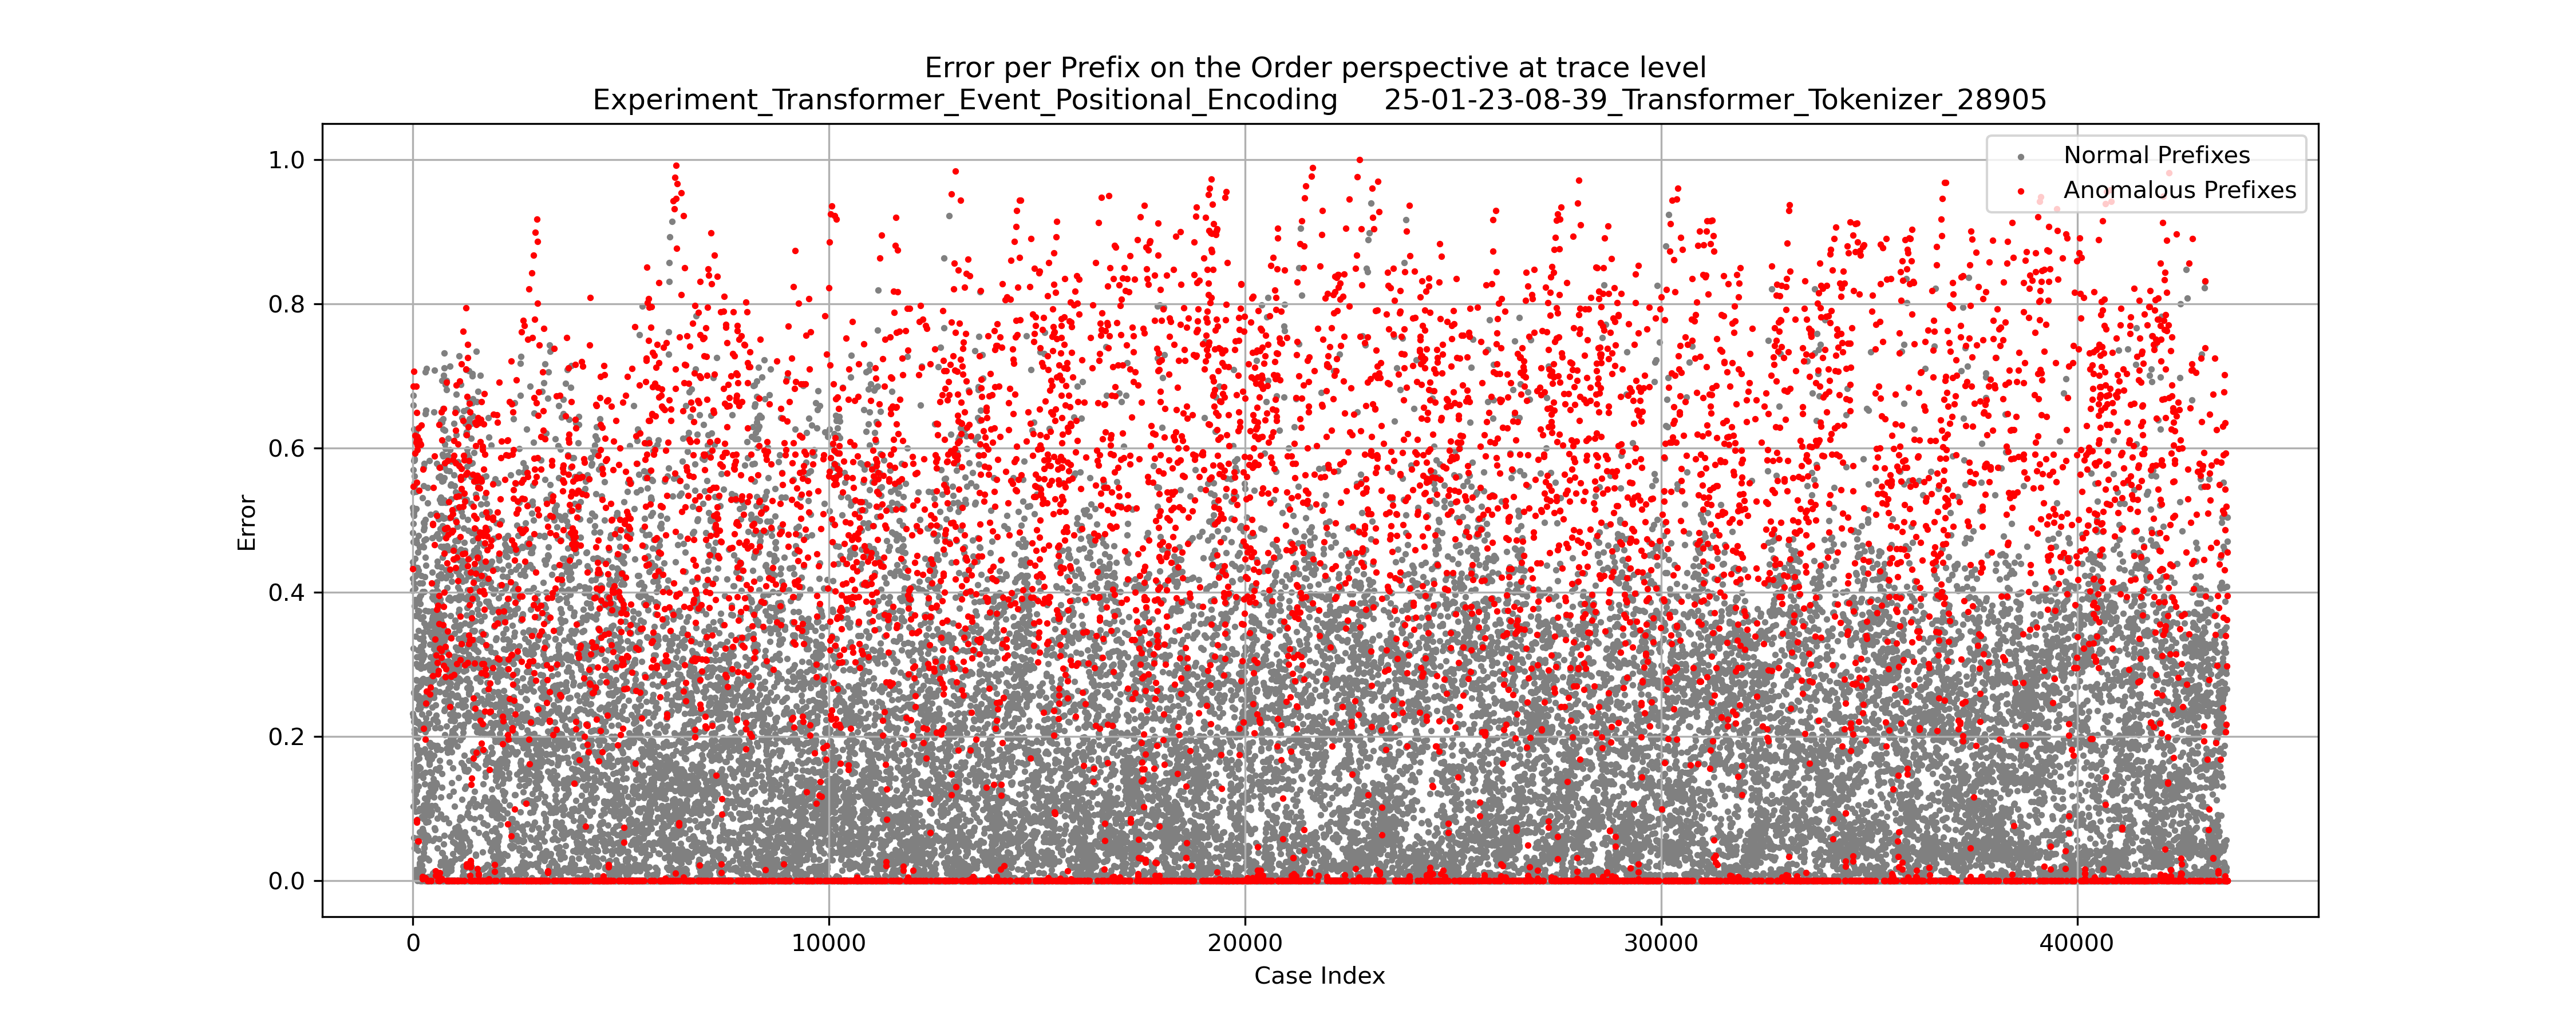 Error per Prefix on the Order perspective at trace level
Experiment_Transformer_Event_Positional_Encoding 25-01-23-08-39_Transformer_Tokenizer_28905
Normal Prefixes
Anomalous Prefixes
1.0
0.8
0.6
0.4
0.2
0.0
Error
0 10000 20000 30000 40000
Case Index